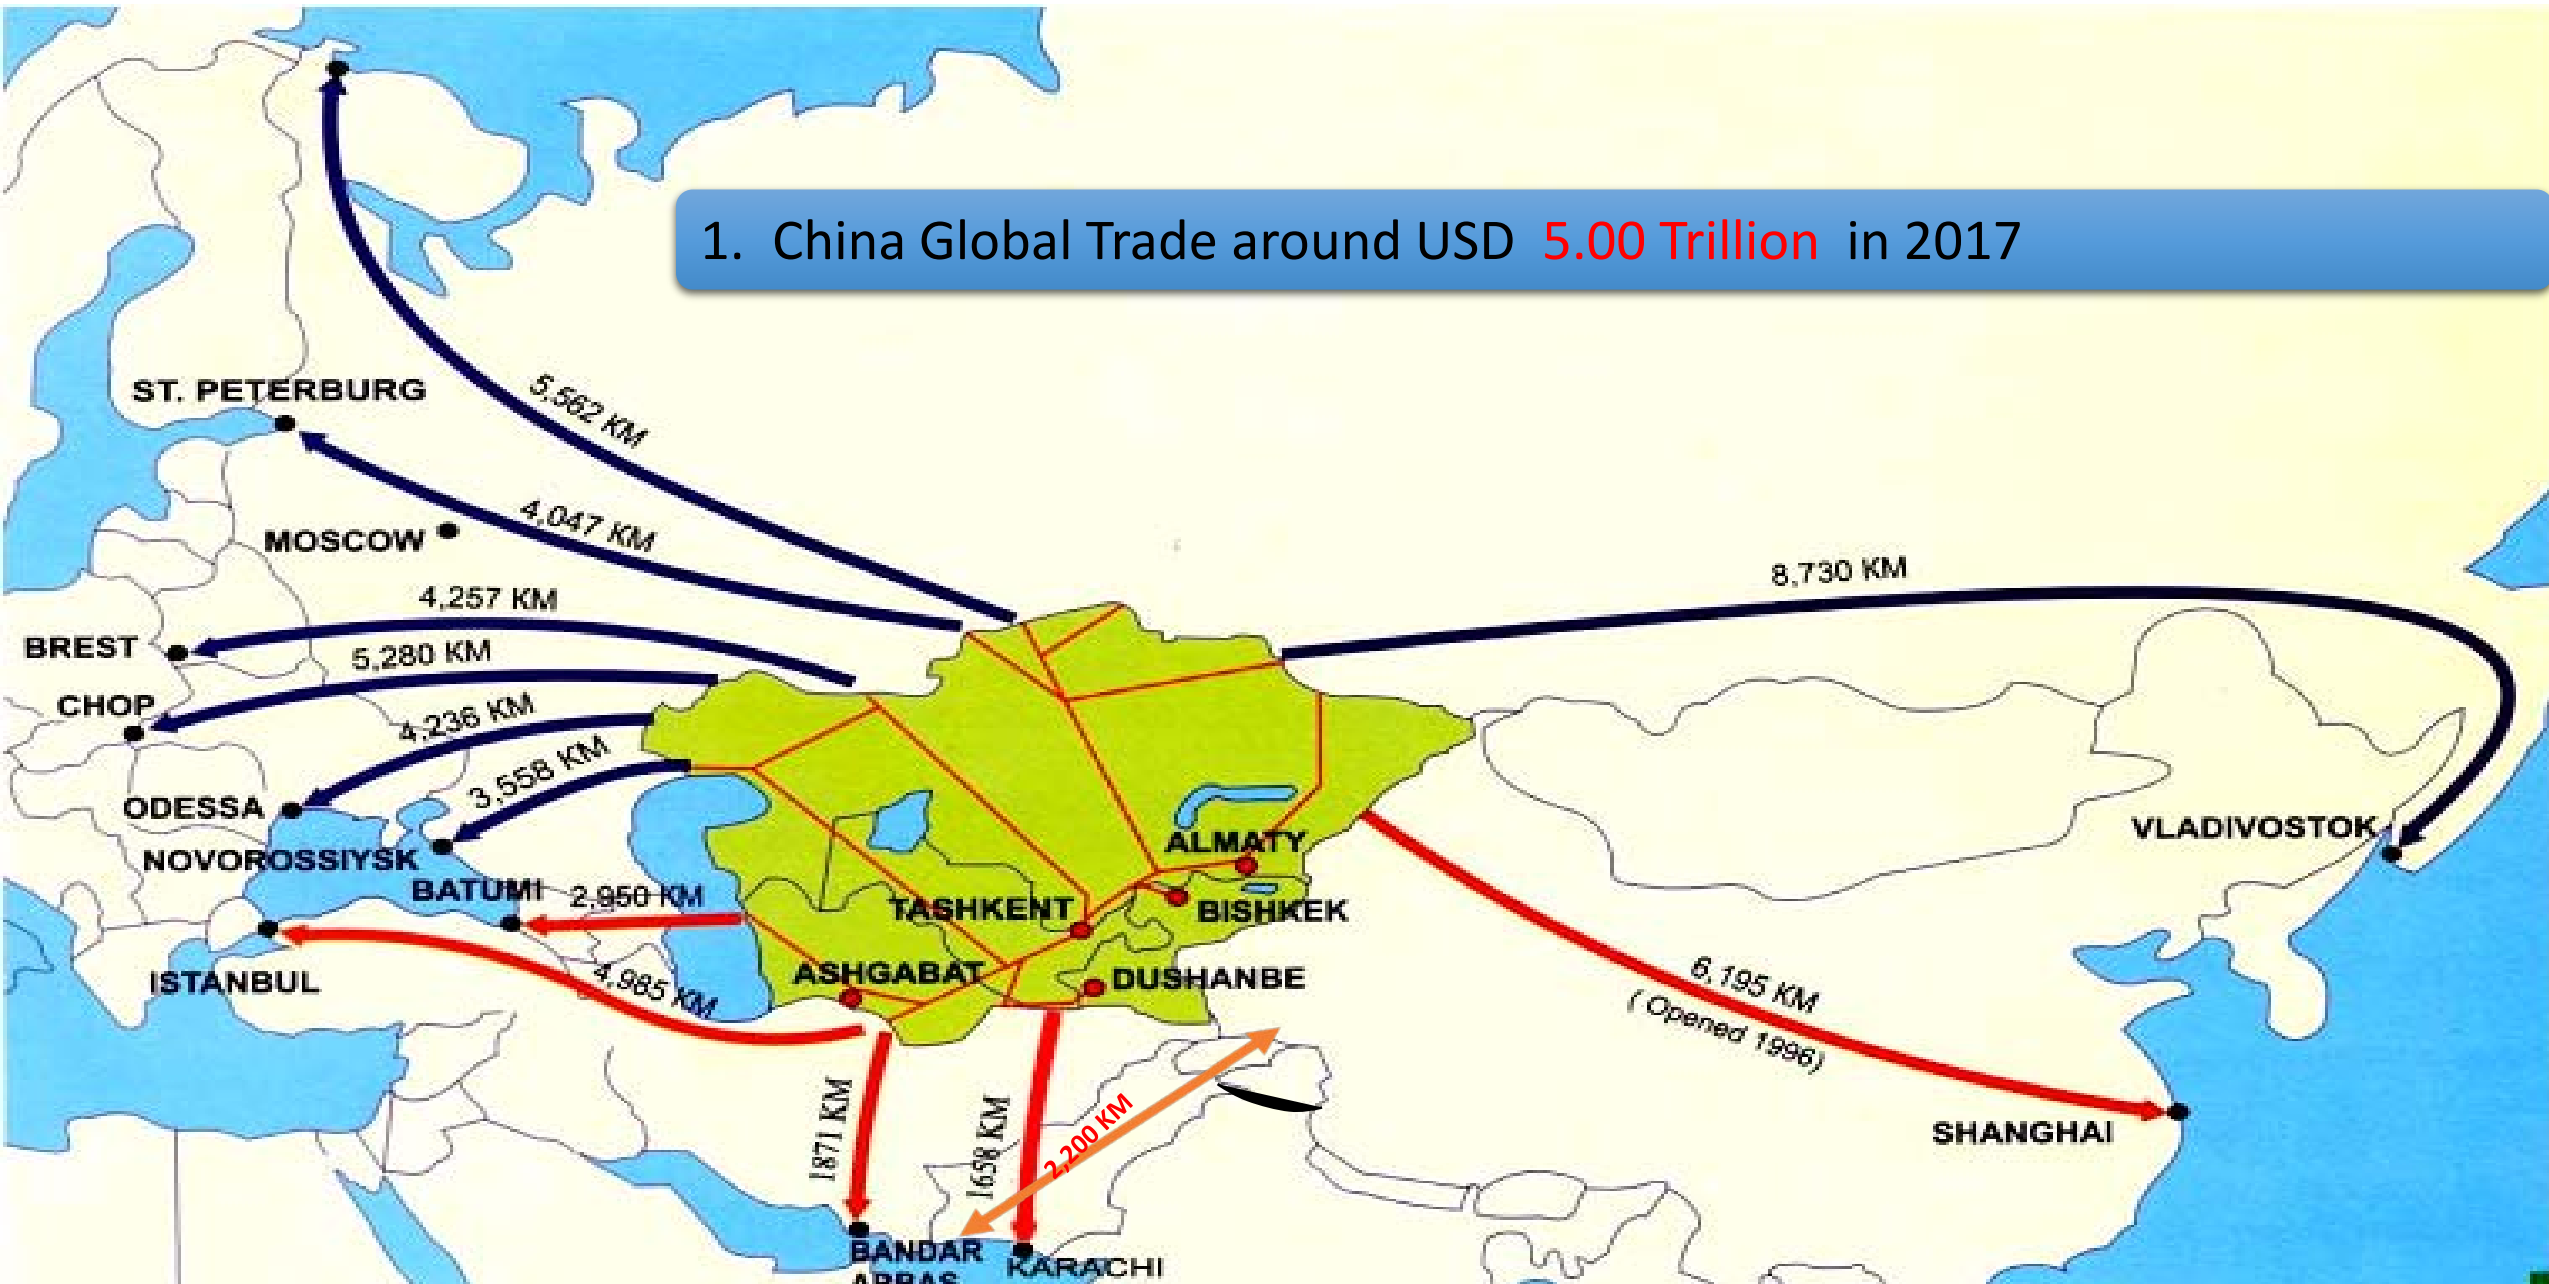 1. China Global Trade around USD 5.00 Trillion in 2017
ST. PETERBURG
5,562 KM
4,047 KM
MOSCOW
8,730 KM
4,257 KM
BREST
5,280 KM
CHOP
4,236 KM
3,558 KM
ODESSA
NOVOROSSIYSK
BATUMI
2,950 KM
ALMATY
VLADIVOSTOK
TASHKENT
BISHKEK
ISTANBUL
4,985 KM
ASHGABAT
DUSHANBE
6,195 KM
( Opened 1996)
1871 KM
1658 KM
2,200 KM
SHANGHAI
BANDAR
ABBAS
KARACHI